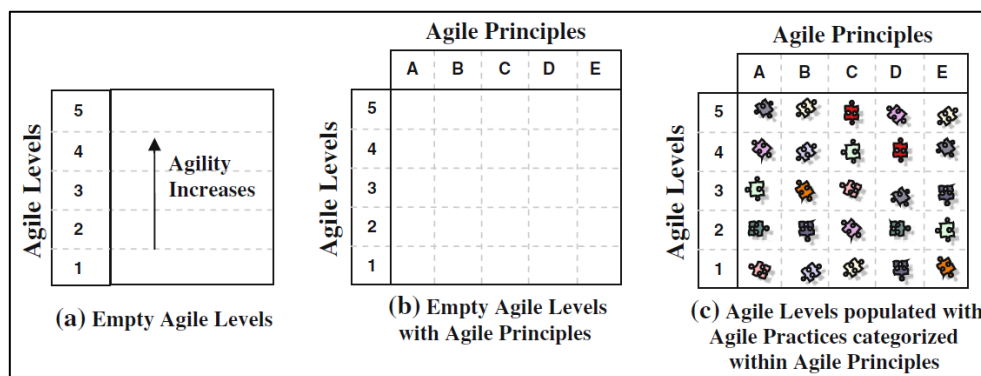 Agile Levels
5
4
3
2
1
Agility
Increases
(a) Empty Agile Levels
Agile Principles
A B C D E
Agile Levels
5
4
3
2
1
(b) Empty Agile Levels
with Agile Principles
Agile Principles
A B C D E
Agile Levels
5
4
3
2
1
(c) Agile Levels populated with
Agile Practices categorized
within Agile Principles